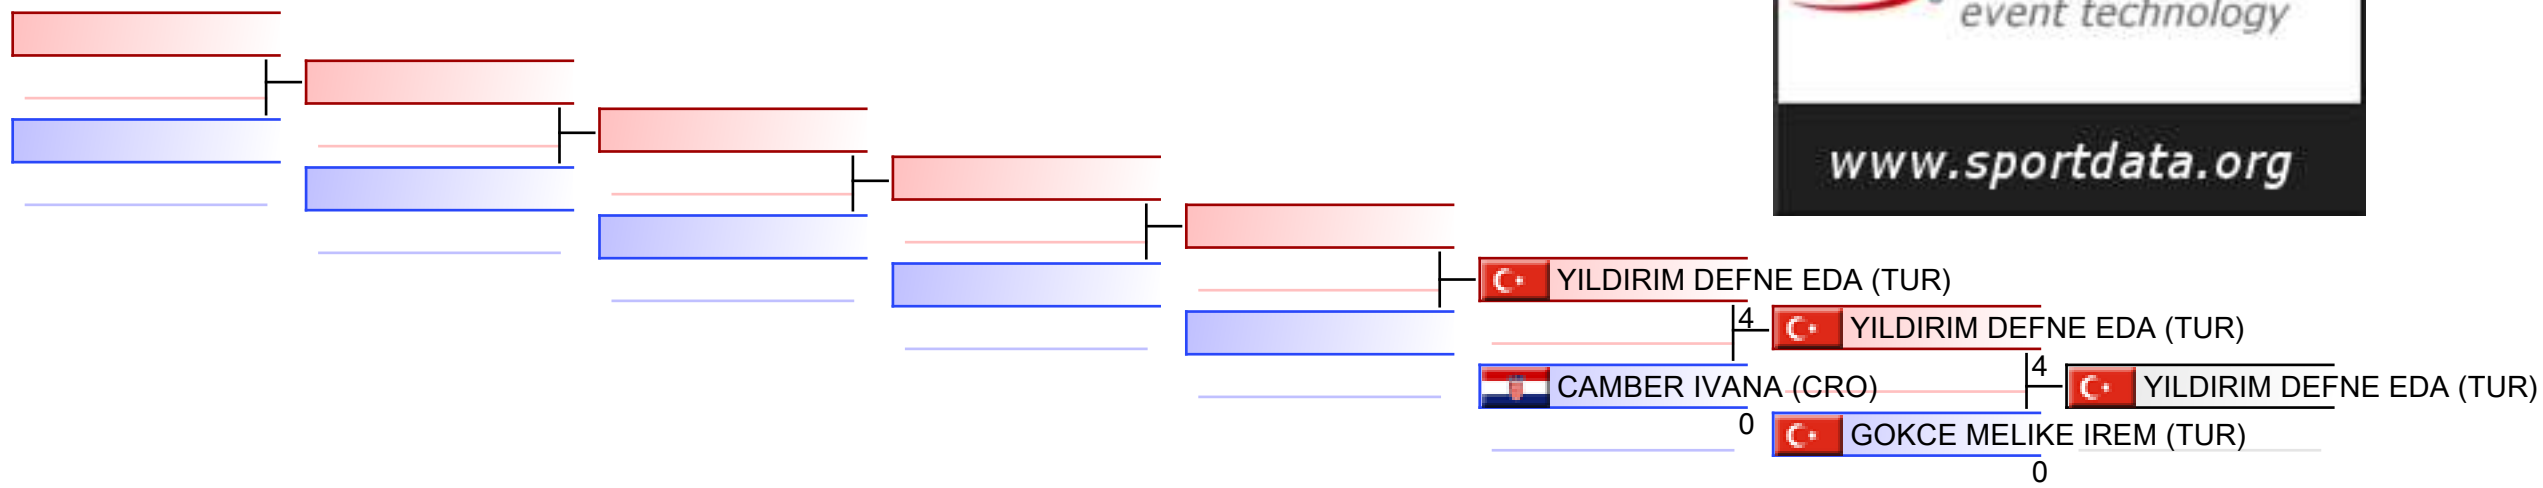 event technology
www.sportdata.org
YILDIRIM DEFNE EDA (TUR)
4
YILDIRIM DEFNE EDA (TUR)
4
CAMBER IVANA (CRO)
YILDIRIM DEFNE EDA (TUR)
0
GOKCE MELIKE IREM (TUR)
0